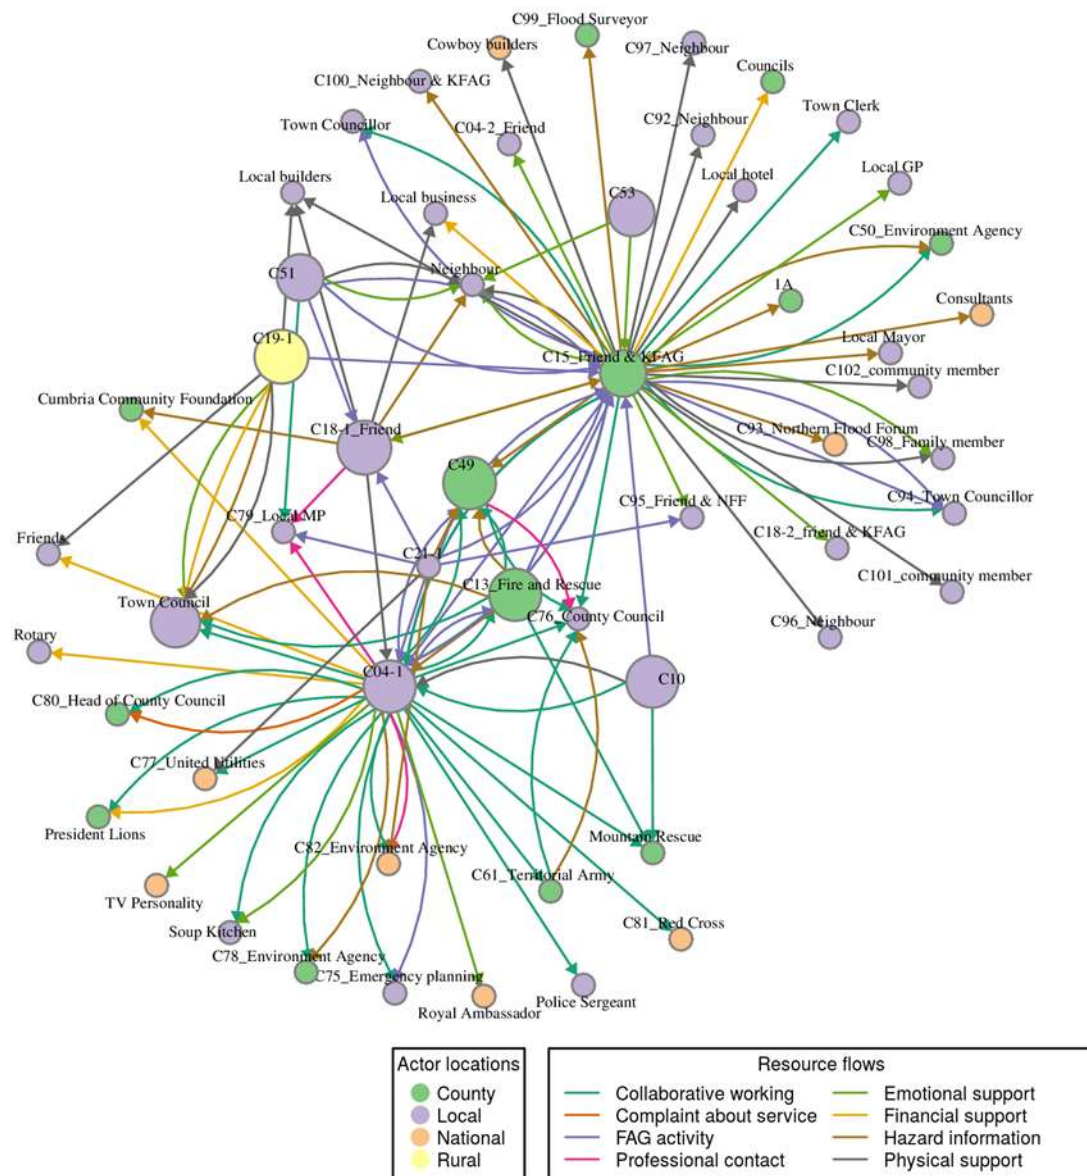 C99_Flood Surveyor
Cowboy builders
C97_Neighbour
C100_Neighbour & KFAG
Councils
Town Councillor
C04-2_Friend
C92_Neighbour
Town Clerk
Local builders
Local business
Local hotel
Local GP
C53
C50_Environment Agency
C51
Neighbour
1A
Consultants
C19-1
C15_Friend & KFAG
Local Mayor
C102_community member
Cumbria Community Foundation
C18-1_Friend
C93_Northern Flood Forum
C98_Family member
C49
C95_Friend & NFF
C94_Town Councillor
C79_Local MP
C18-2_friend & KFAG
Friends
C21-1
C13_Fire and Rescue
C101_community member
Town Council
C76_County Council
C96_Neighbour
Rotary
C04-1
C10
C80_Head of County Council
C77_United Utilities
President Lions
C82_Environment Agency
Mountain Rescue
C61_Territorial Army
TV Personality
Soup Kitchen
C81_Red Cross
C78_Environment Agency
C75_Emergency planning
Royal Ambassador
Police Sergeant
Actor locations
County
Local
National
Rural
Resource flows
Collaborative working
Complaint about service
FAG activity
Professional contact
Emotional support
Financial support
Hazard information
Physical support